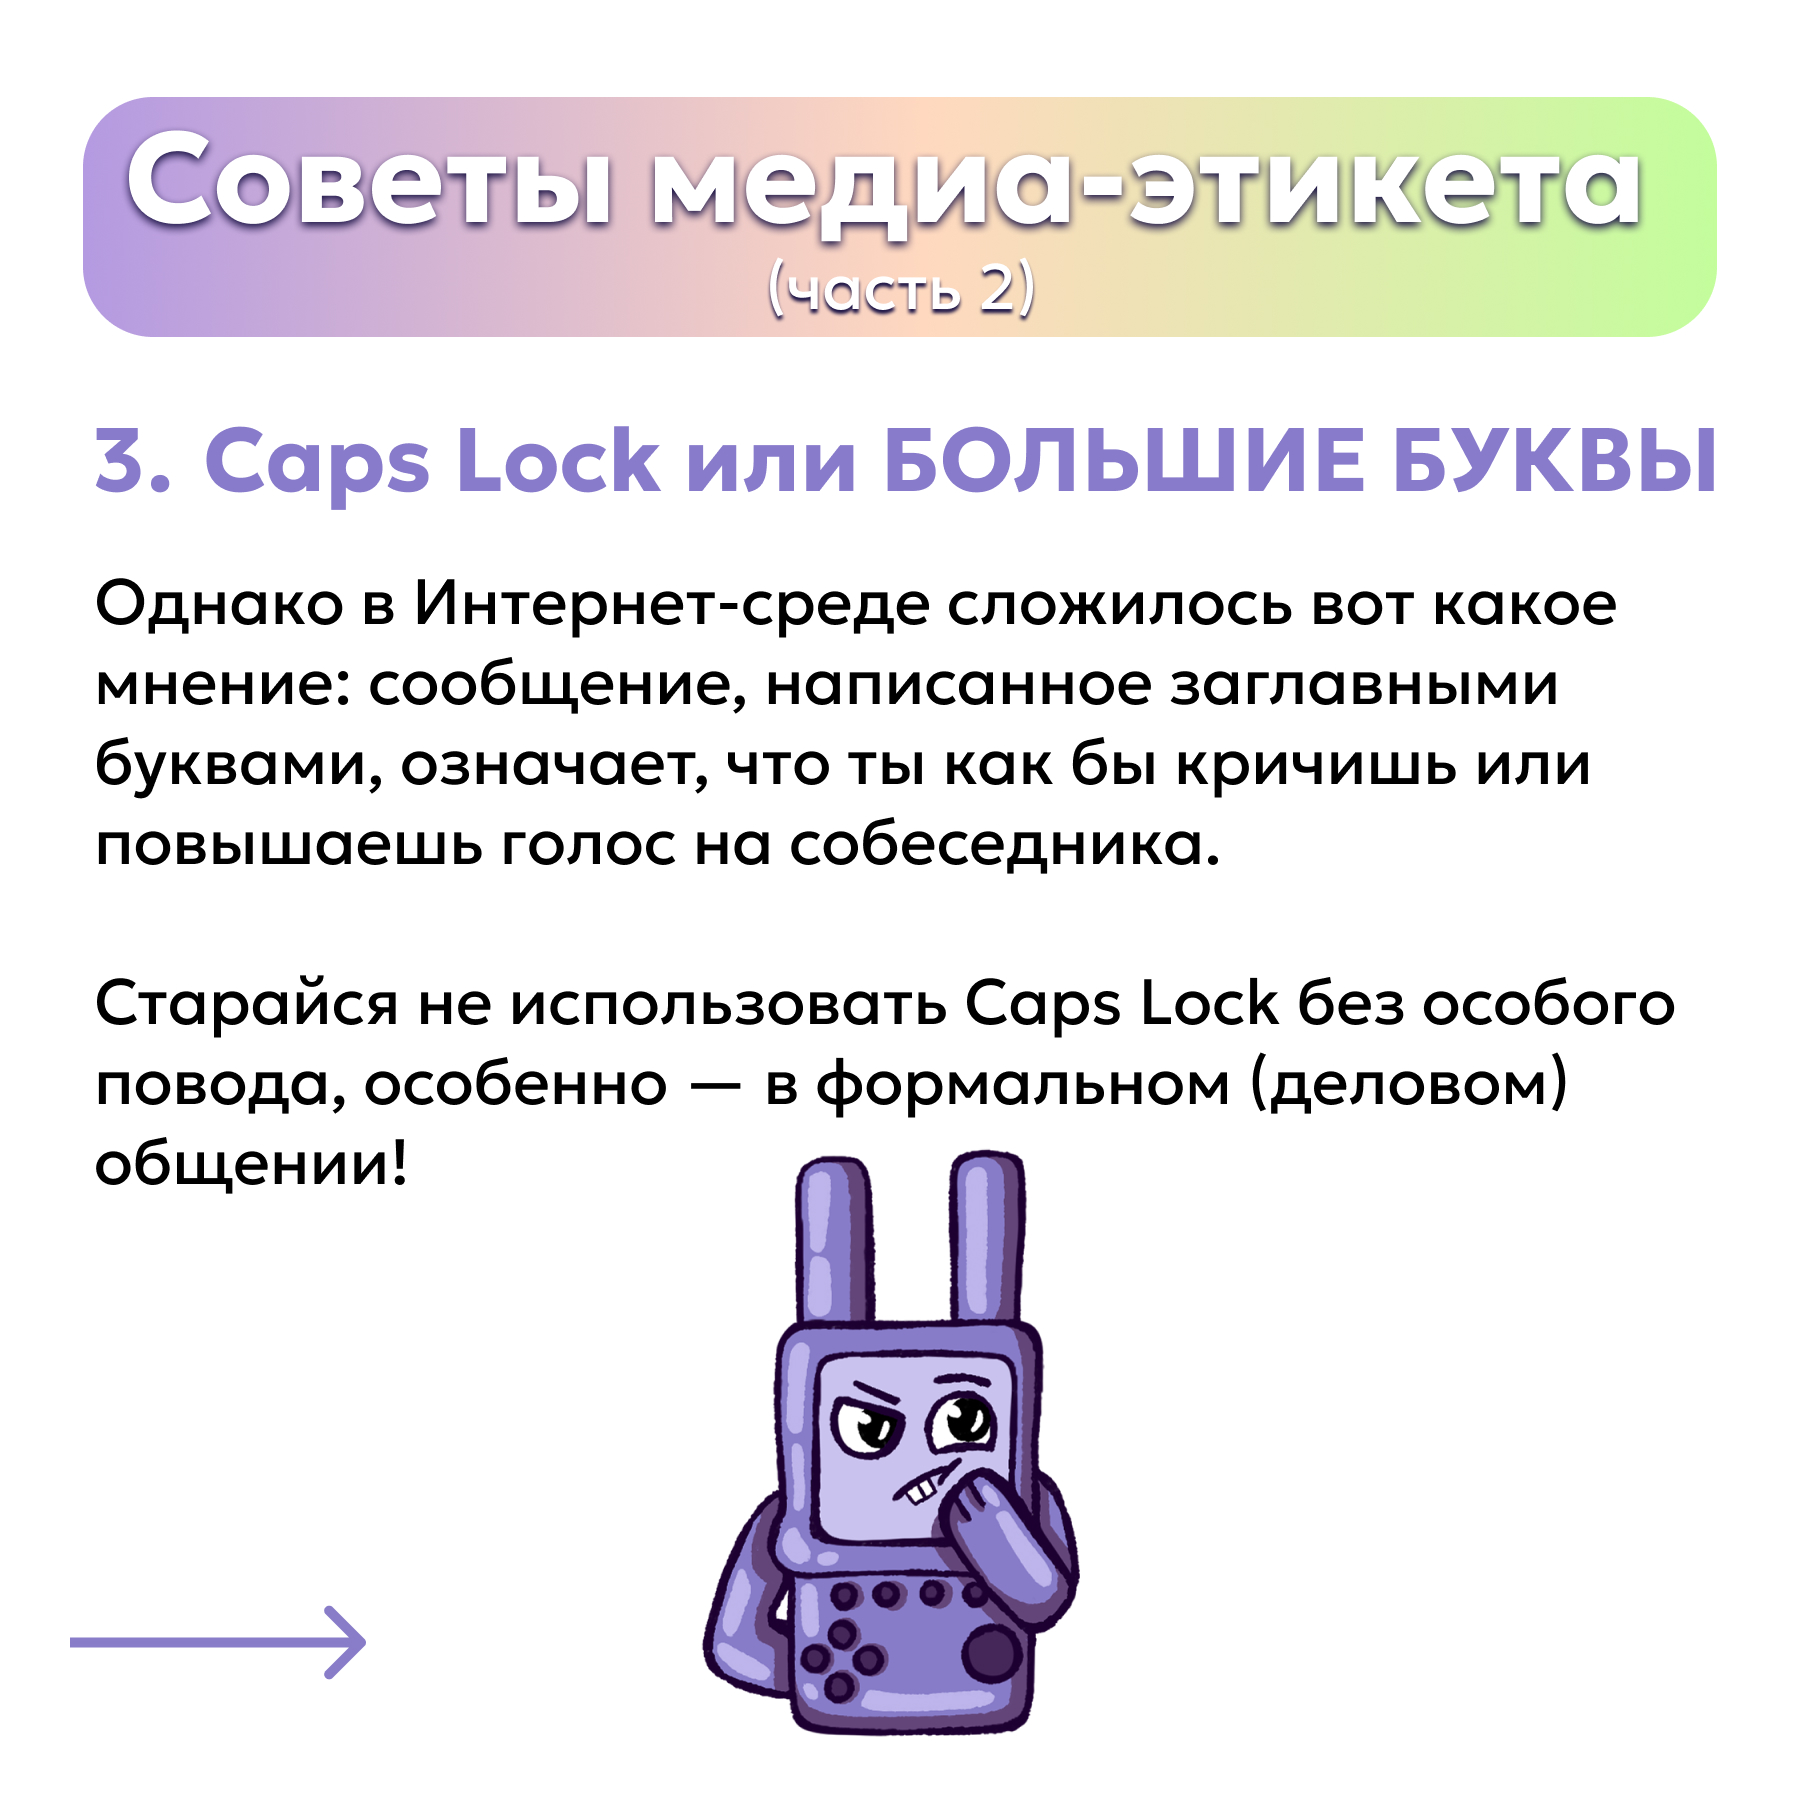 Советы медиа-этикета
(часть 2)
3. Caps Lock или БОЛЬШИЕ БУКВЫ
Однако в Интернет-среде сложилось вот какое
мнение: сообщение, написанное заглавными
буквами, означает, что ты как бы кричишь или
повышаешь голос на собеседника.
Старайся не использовать Caps Lock без особого
повода, особенно — в формальном (деловом)
общении!